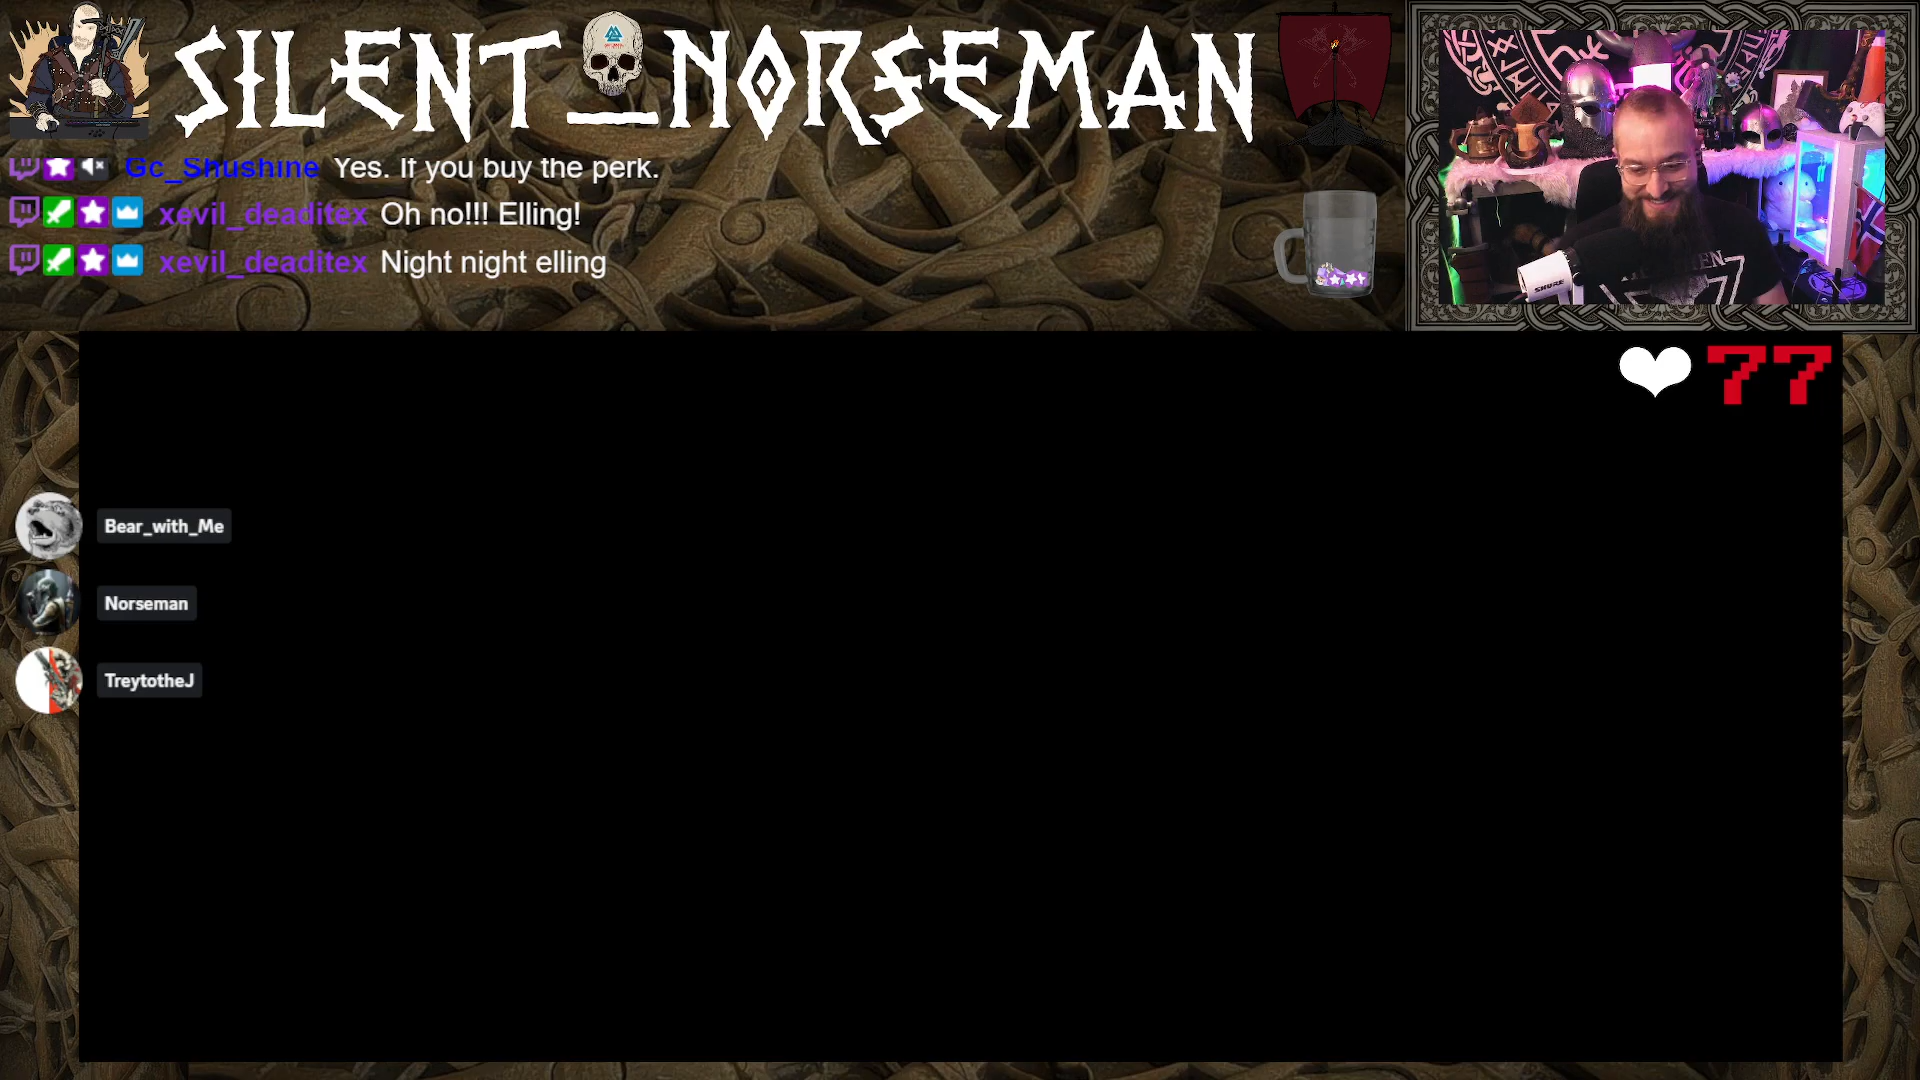 SILENT_NORSEMAN
Gc_Shushine Yes. If you buy the perk.
xevil_deaditex Oh no!!! Elling!
xevil_deaditex Night night elling
SHURE
77
Bear_with_Me
Norseman
TreytotheJ